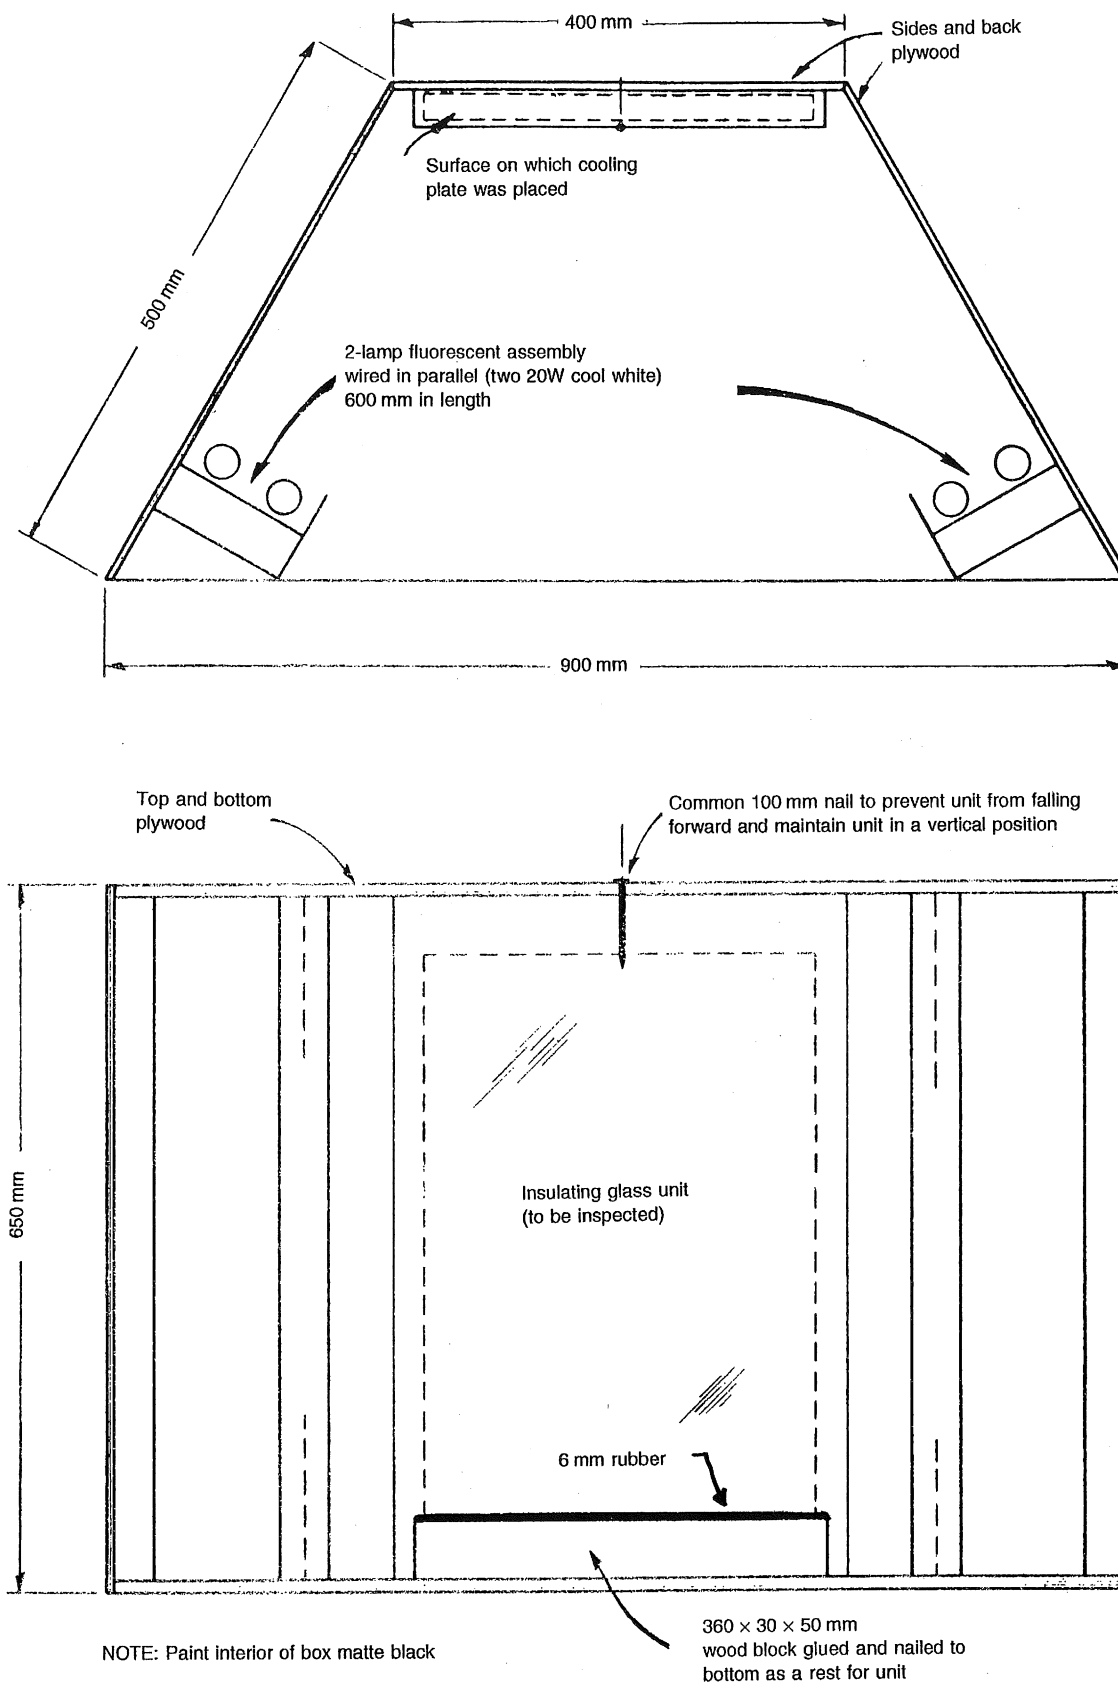 400 mm
Sides and back
plywood
Surface on which cooling
plate was placed
500 mm
2-lamp fluorescent assembly
wired in parallel (two 20W cool white)
600 mm in length
900 mm
Top and bottom
plywood
Common 100 mm nail to prevent unit from falling
forward and maintain unit in a vertical position
650 mm
Insulating glass unit
(to be inspected)
6 mm rubber
360 × 30 × 50 mm
wood block glued and nailed to
bottom as a rest for unit
NOTE: Paint interior of box matte black